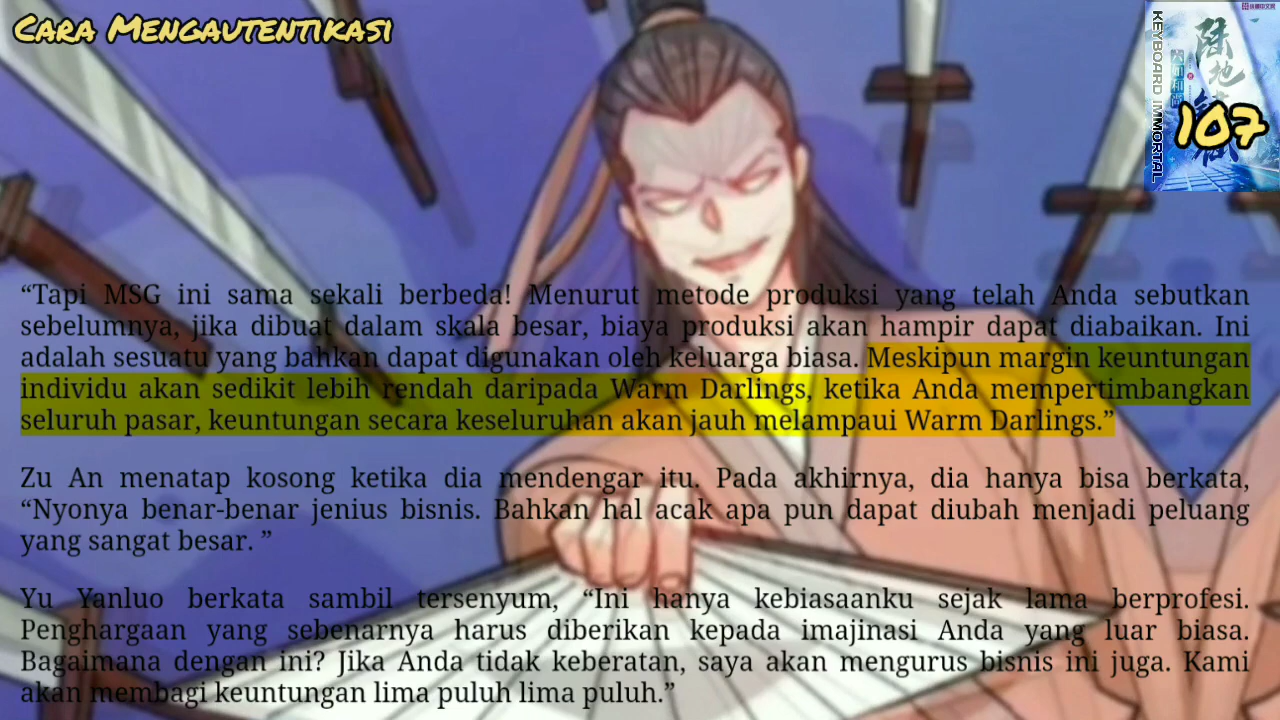 Cara Mengautentikasi
KEYBOARD IMMORTAL
陆地
107
“Tapi MSG ini sama sekali berbeda! Menurut metode produksi yang telah Anda sebutkan
sebelumnya, jika dibuat dalam skala besar, biaya produksi akan hampir dapat diabaikan. Ini
adalah sesuatu yang bahkan dapat digunakan oleh keluarga biasa. Meskipun margin keuntungan
individu akan sedikit lebih rendah daripada Warm Darlings, ketika Anda mempertimbangkan
seluruh pasar, keuntungan secara keseluruhan akan jauh melampaui Warm Darlings.”
Zu An menatap kosong ketika dia mendengar itu. Pada akhirnya, dia hanya bisa berkata,
“Nyonya benar-benar jenius bisnis. Bahkan hal acak apa pun dapat diubah menjadi peluang
yang sangat besar. ”
Yu Yanluo berkata sambil tersenyum, “Ini hanya kebiasaanku sejak lama berprofesi.
Penghargaan yang sebenarnya harus diberikan kepada imajinasi Anda yang luar biasa.
Bagaimana dengan ini? Jika Anda tidak keberatan, saya akan mengurus bisnis ini juga. Kami
akan membagi keuntungan lima puluh lima puluh.”